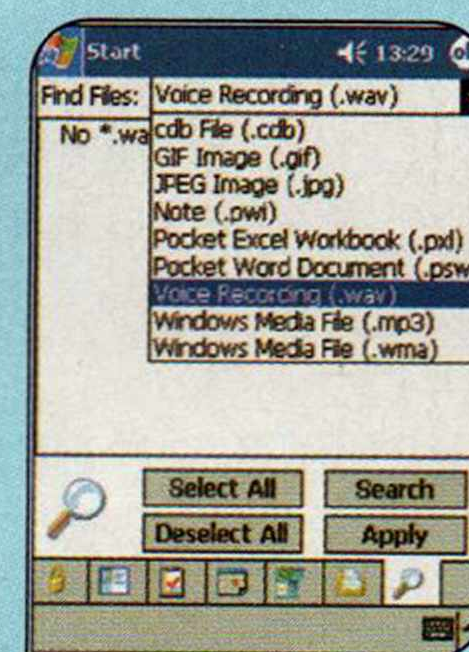 Start 13:29
Find Files: Voice Recording (.wav)
No *.wa
cdb File (.cdb)
GIF Image (.gif)
JPEG Image (.jpg)
Note (.pwi)
Pocket Excel Workbook (.pxl)
Pocket Word Document (.psw
Voice Recording (.wav)
Windows Media File (.mp3)
Windows Media File (.wma)
Select All Search
Deselect All Apply